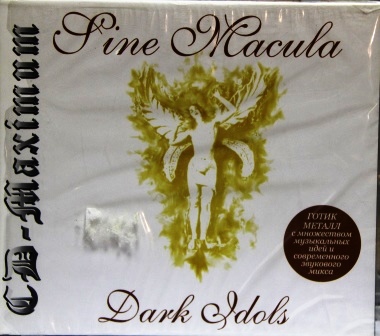 Sine Macula
CD-Maximum
ГОТИК
МЕТАЛЛ
с множеством
музыкальных
идей и
современного
звукового
микса
Dark Idols